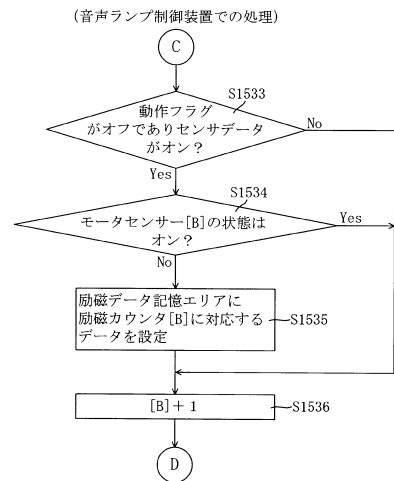 (音声ランプ制御装置での処理)
C
S1533
動作フラグ
がオフでありセンサデータ
がオン?
No
Yes
S1534
モータセンサー[B]の状態は
オン?
Yes
No
励磁データ記憶エリアに
励磁カウンタ[B]に対応する
データを設定
S1535
[B]+1
S1536
D